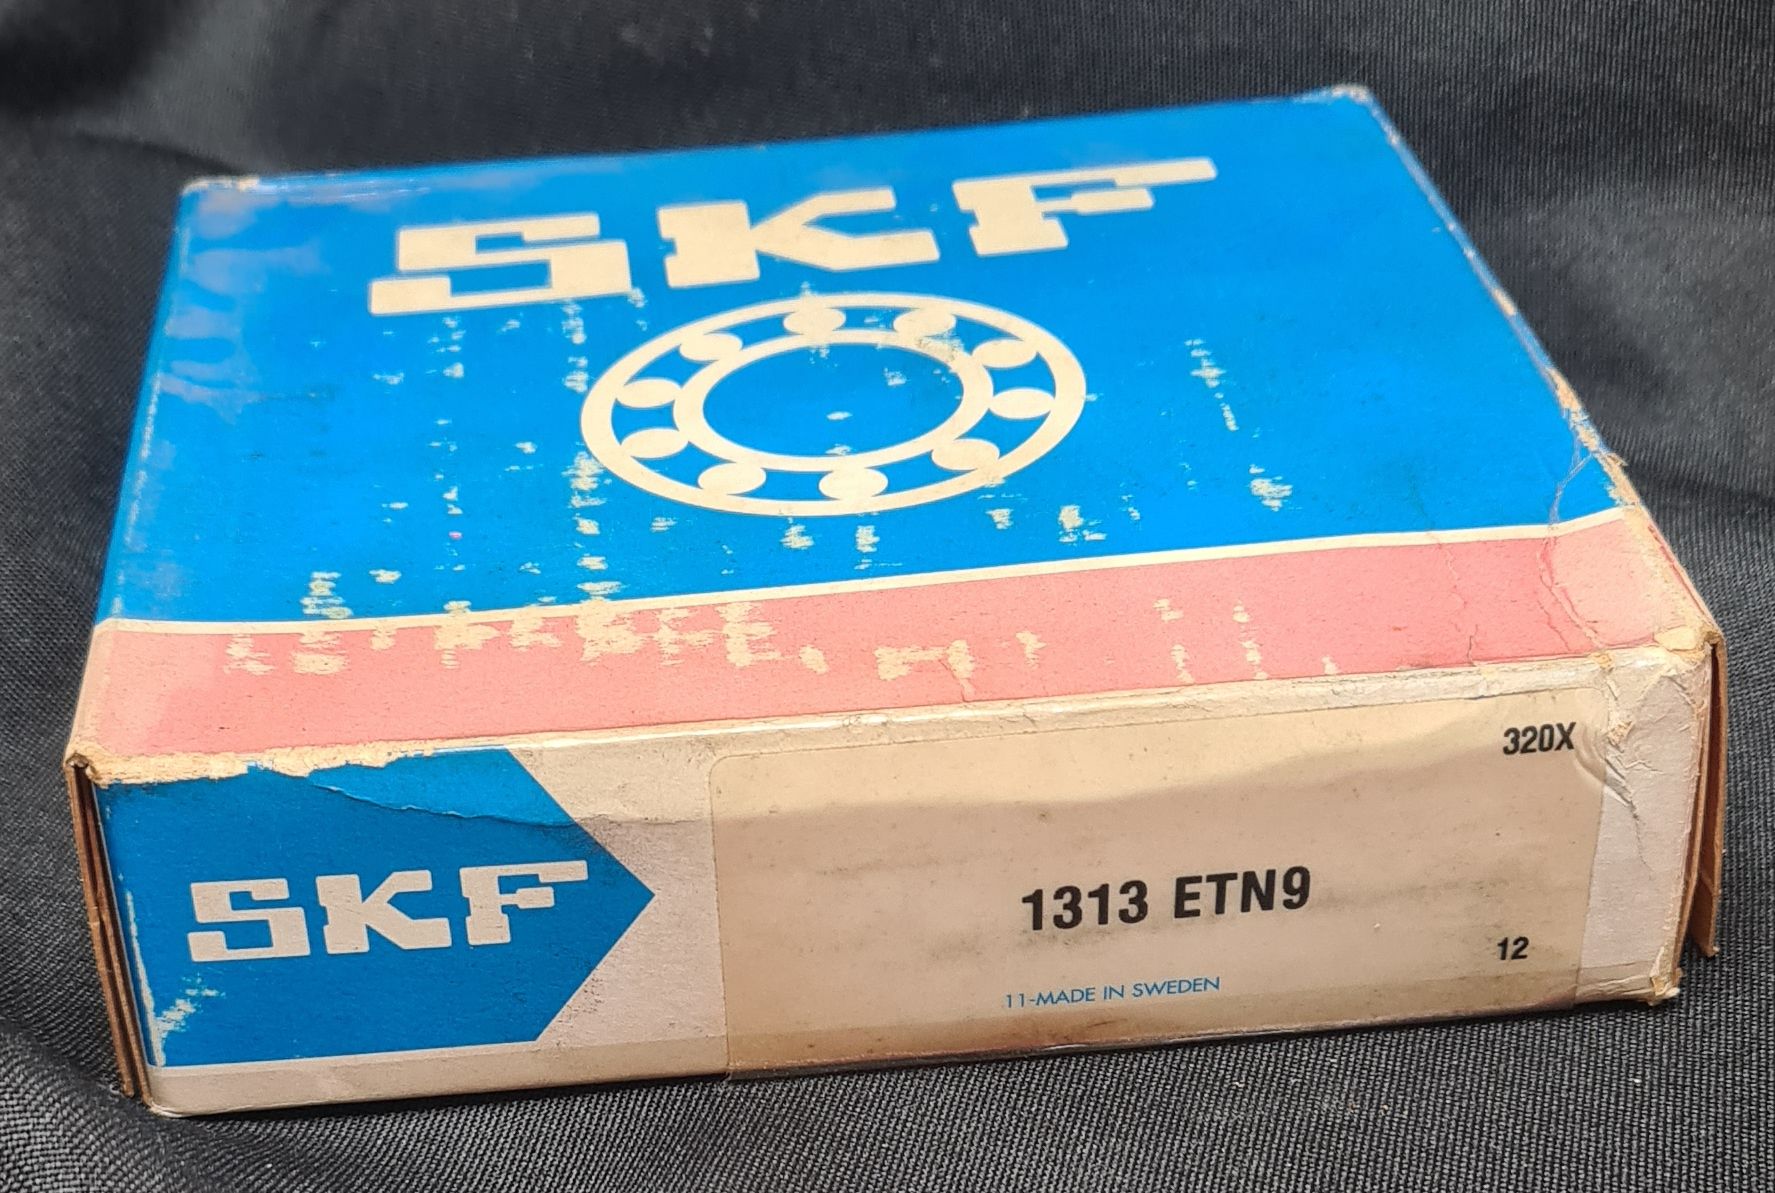 SKF
SKF
320X
1313 ETN9
12
11-MADE IN SWEDEN